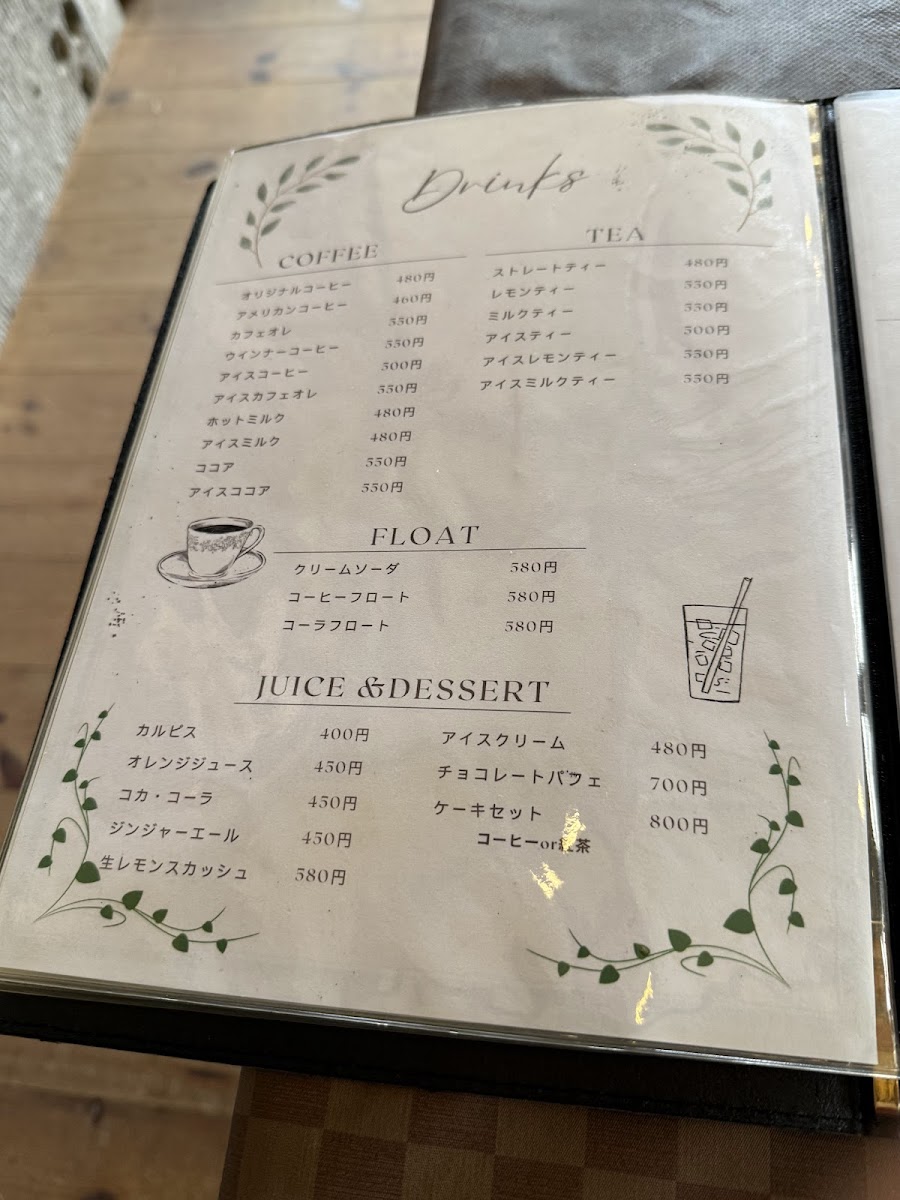 Drinks
COFFEE
オリジナルコーヒー 480円
アメリカンコーヒー 460円
カフェオレ 550円
ウインナーコーヒー 550円
アイスコーヒー 500円
アイスカフェオレ 550円
ホットミルク 480円
アイスミルク 480円
ココア 550円
アイスココア 550円
TEA
ストレートティー 480円
レモンティー 550円
ミルクティー 550円
アイスティー 500円
アイスレモンティー 550円
アイスミルクティー 550円
FLOAT
クリームソーダ 580円
コーヒーフロート 580円
コーラフロート 580円
JUICE &DESSERT
カルピス 400円
オレンジジュース 450円
コカ・コーラ 450円
ジンジャーエール 450円
生レモンスカッシュ 580円
アイスクリーム 480円
チョコレートパフェ 700円
ケーキセット 800円
コーヒーor紅茶